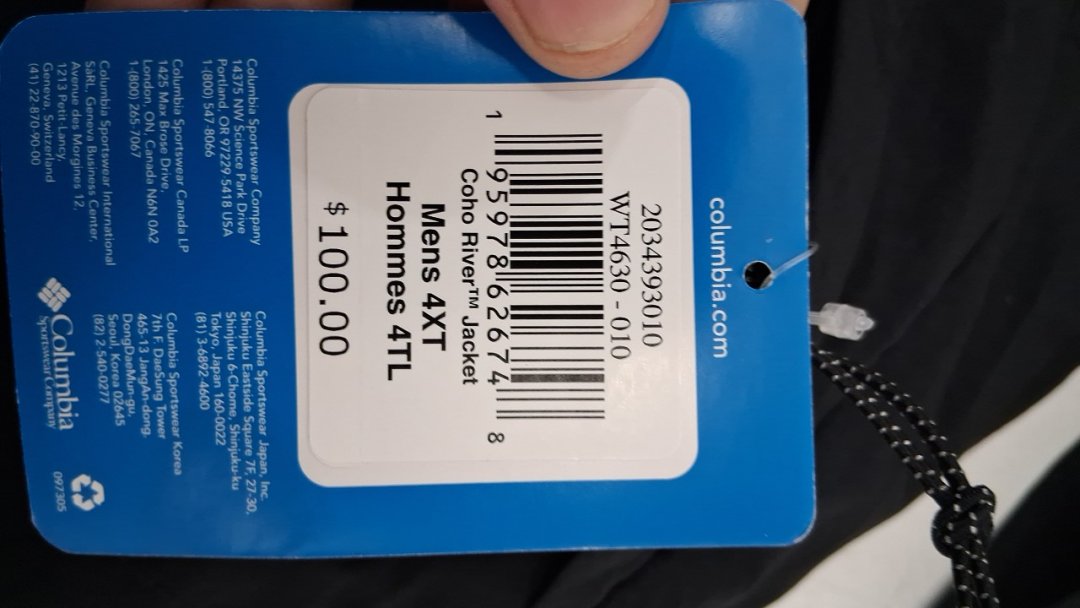 columbia.com
2034393010
WT4630 - 010
1 95978 62674 8
Coho River™ Jacket
Mens 4XT
Hommes 4TL
$ 100.00
Columbia Sportswear Company
14375 NW Science Park Drive
Portland, OR 97229 5418 USA
1-(800) 547-8066
Columbia Sportswear Canada LP
1425 Max Brose Drive,
London, ON, Canada N6N 0A2
1-(800) 265-7067
Columbia Sportswear International
SàRL, Geneva Business Center,
Avenue des Morgines 12,
1213 Petit-Lancy,
Geneva, Switzerland
(41) 22-870-90-00
Columbia Sportswear Japan, Inc.
Shinjuku Eastside Square 7F, 27-30,
Shinjuku 6-Chome, Shinjuku-ku
Tokyo, Japan 160-0022
(81) 3-6892-4600
Columbia Sportswear Korea
7th F. DaeSung Tower
465-13 JangAn-dong,
DongDaeMun-gu,
Seoul, Korea 02645
(82) 2-540-0277
Columbia
Sportswear Company
097305